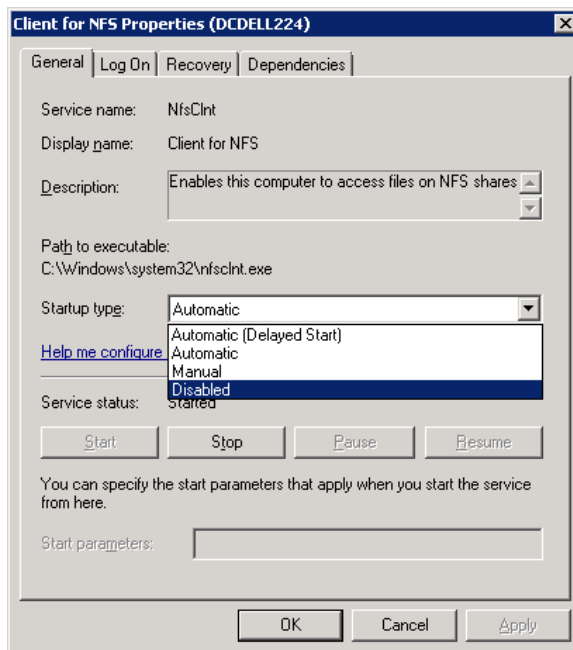 Client for NFS Properties (DCDELL224)
General Log On Recovery Dependencies
Service name: NfsClnt
Display name: Client for NFS
Description: Enables this computer to access files on NFS shares
Path to executable:
C:\Windows\system32\nfsclnt.exe
Startup type: Automatic
Automatic (Delayed Start)
Help me configure Automatic
Manual
Disabled
Service status: Started
Start Stop Pause Resume
You can specify the start parameters that apply when you start the service
from here.
Start parameters:
OK Cancel Apply